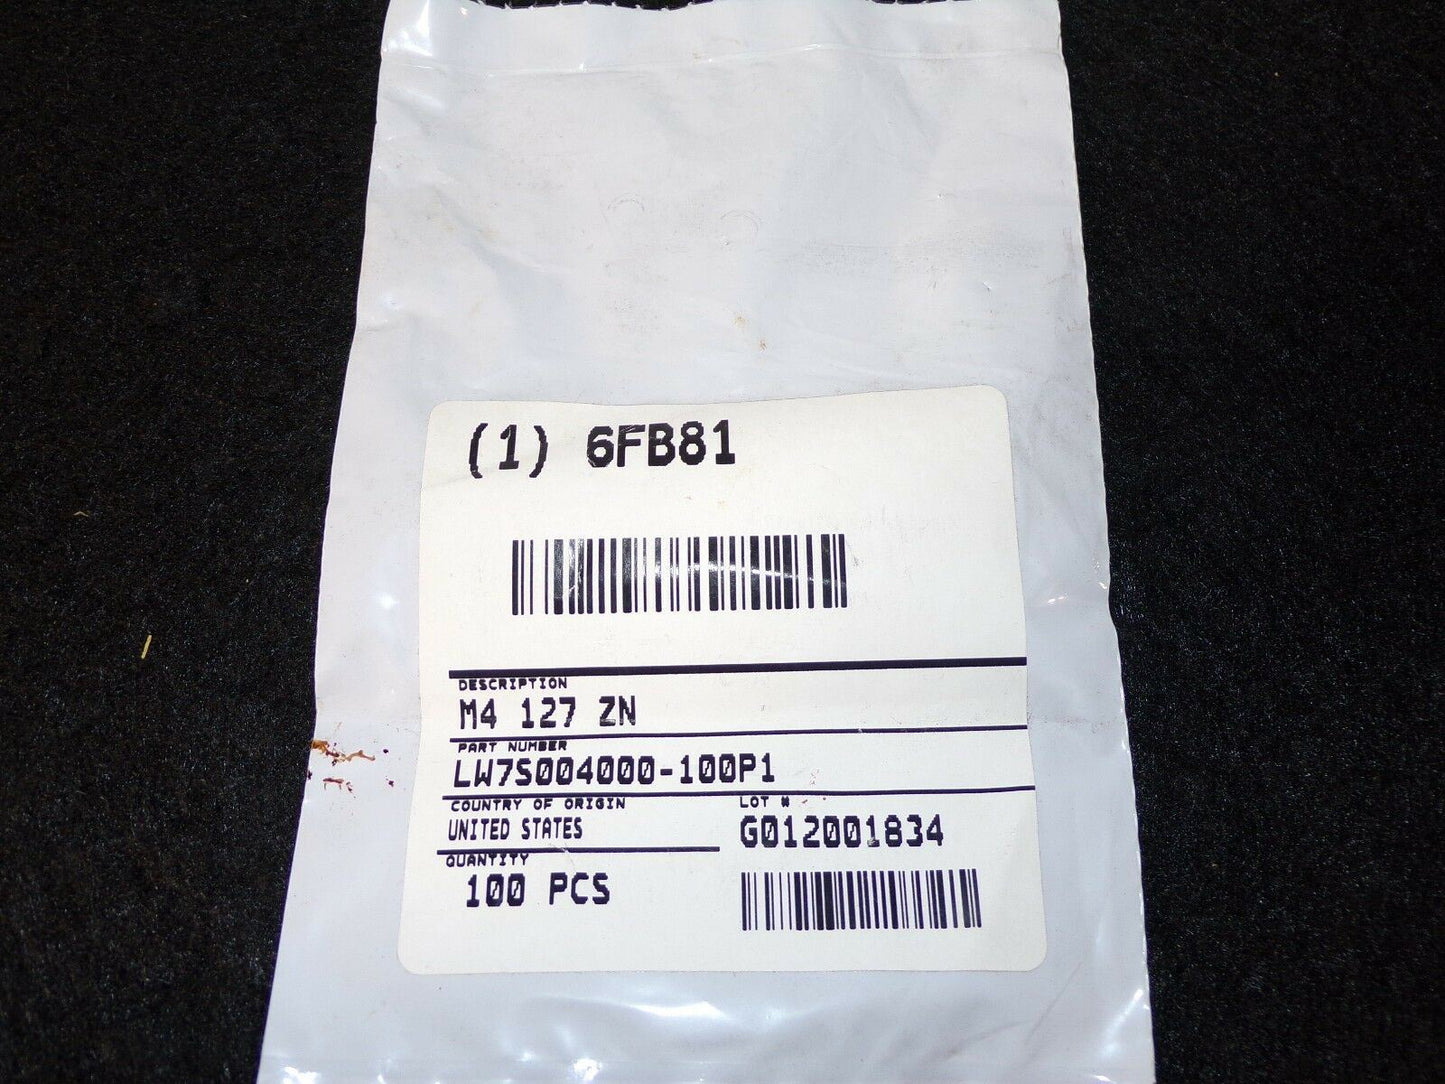 (1) 6FB81
DESCRIPTION
M4 127 ZN
PART NUMBER
LW7S004000-100P1
COUNTRY OF ORIGIN
UNITED STATES
LOT #
G012001834
QUANTITY
100 PCS